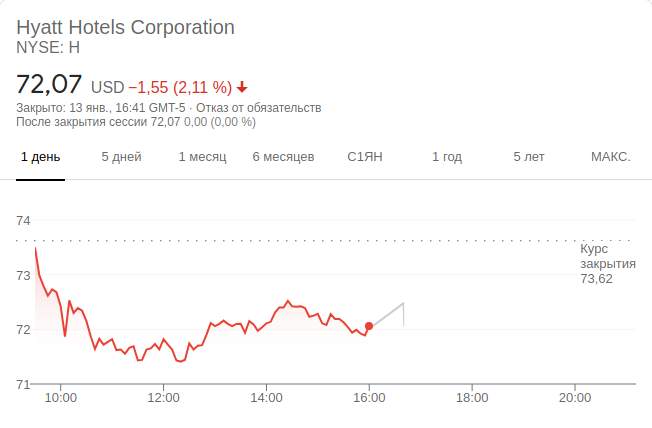 Hyatt Hotels Corporation
NYSE: H
72,07 USD −1,55 (2,11 %)
Закрыто: 13 янв., 16:41 GMT-5 · Отказ от обязательств
После закрытия сессии 72,07 0,00 (0,00 %)
1 день 5 дней 1 месяц 6 месяцев С1ЯН 1 год 5 лет МАКС.
74
Курс
закрытия
73,62
73
72
71
10:00 12:00 14:00 16:00 18:00 20:00